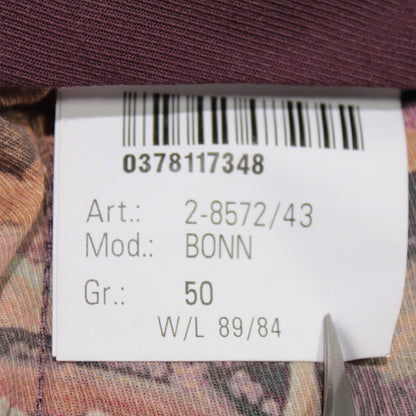 0378117348
Art.: 2-8572/43
Mod.: BONN
Gr.: 50
W/L 89/84